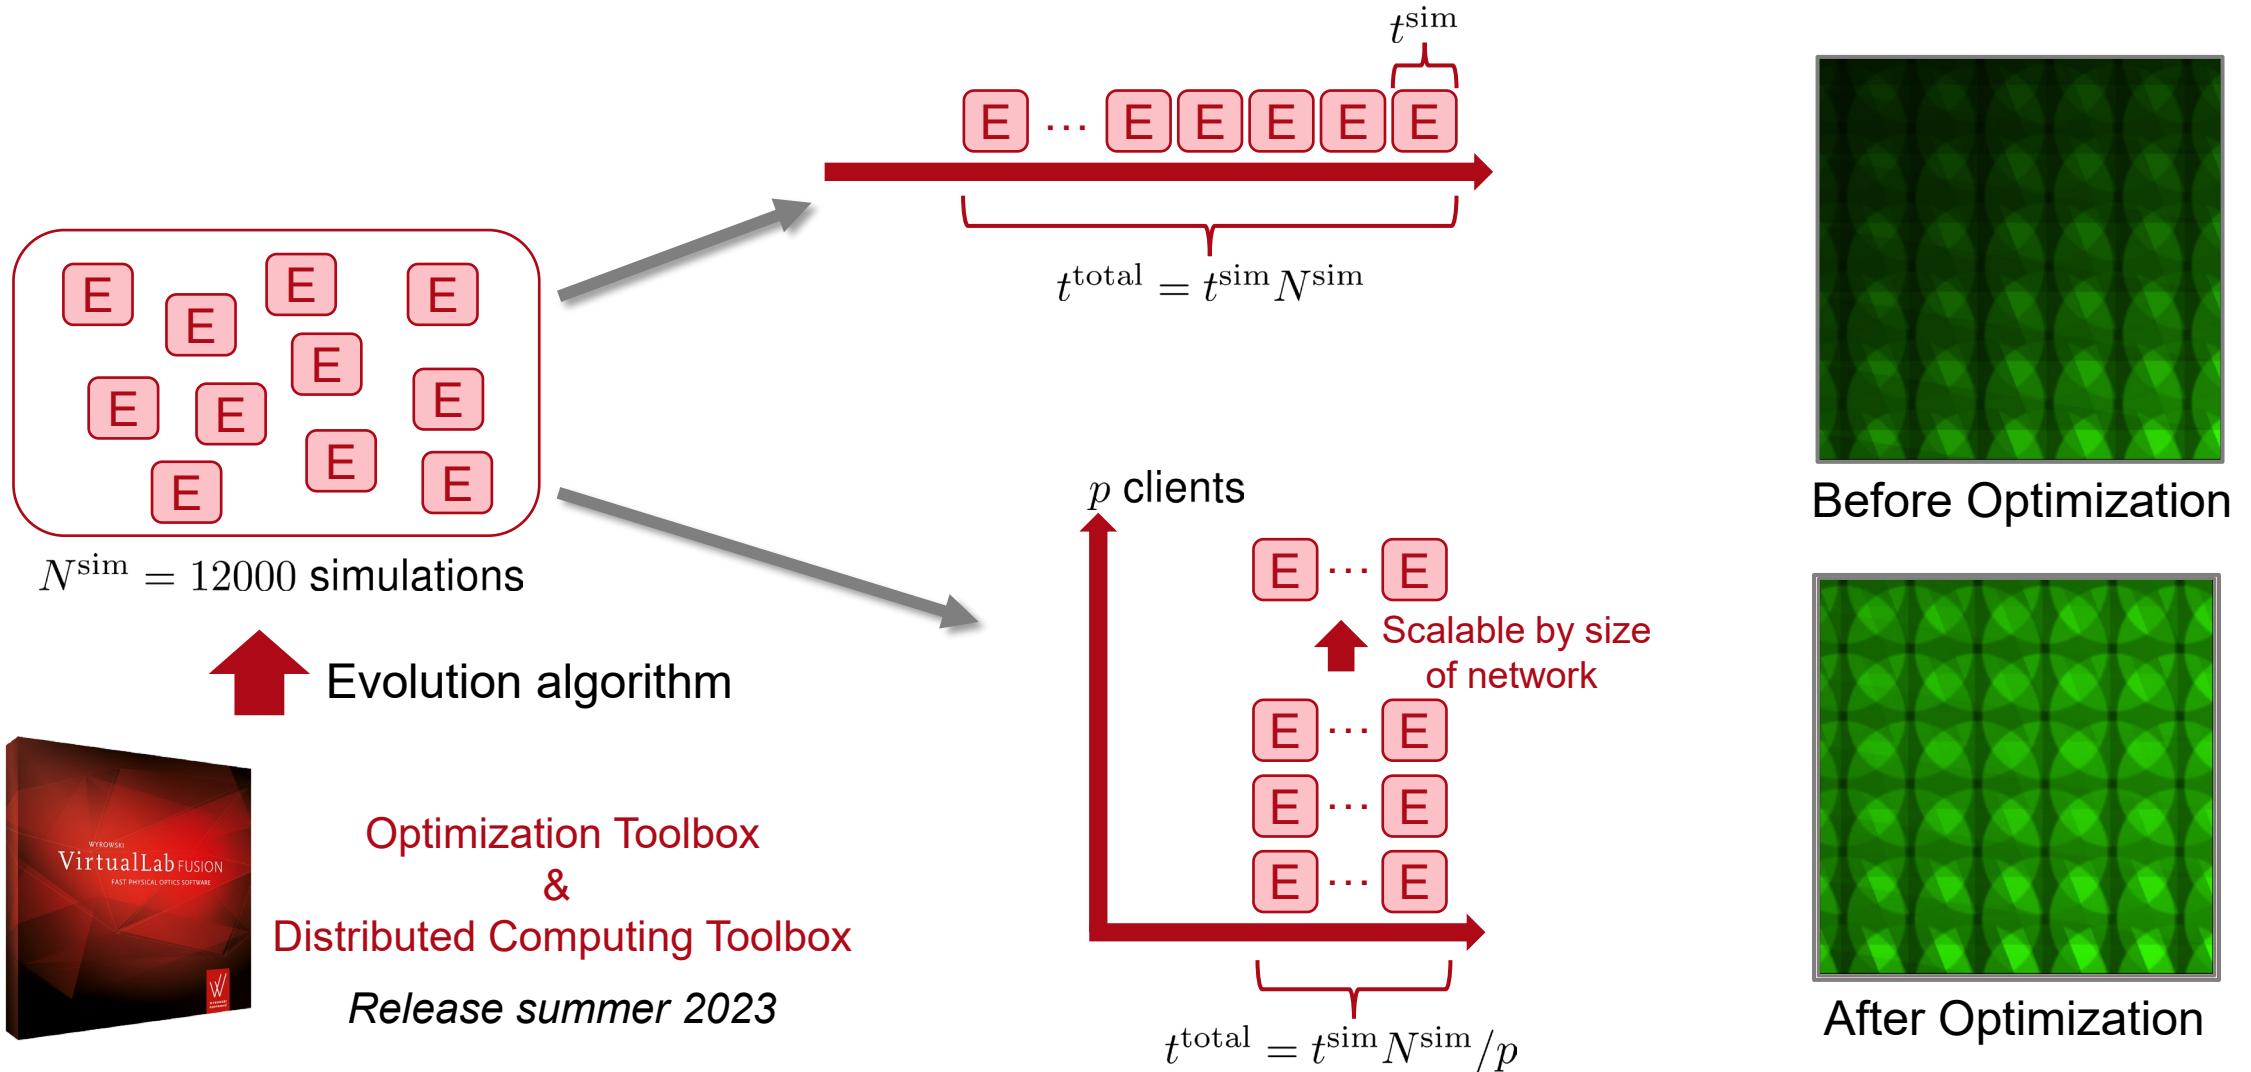 t^sim
E ... E E E E E
t^total = t^sim N^sim
E E E
E
E
E E E
E
E E
N^sim = 12000 simulations
Evolution algorithm
WYROWSKI
VirtualLab FUSION
FAST PHYSICAL OPTICS SOFTWARE
Optimization Toolbox
&
Distributed Computing Toolbox
Release summer 2023
p clients
E ... E
Scalable by size
of network
E ... E
E ... E
E ... E
t^total = t^sim N^sim / p
Before Optimization
After Optimization